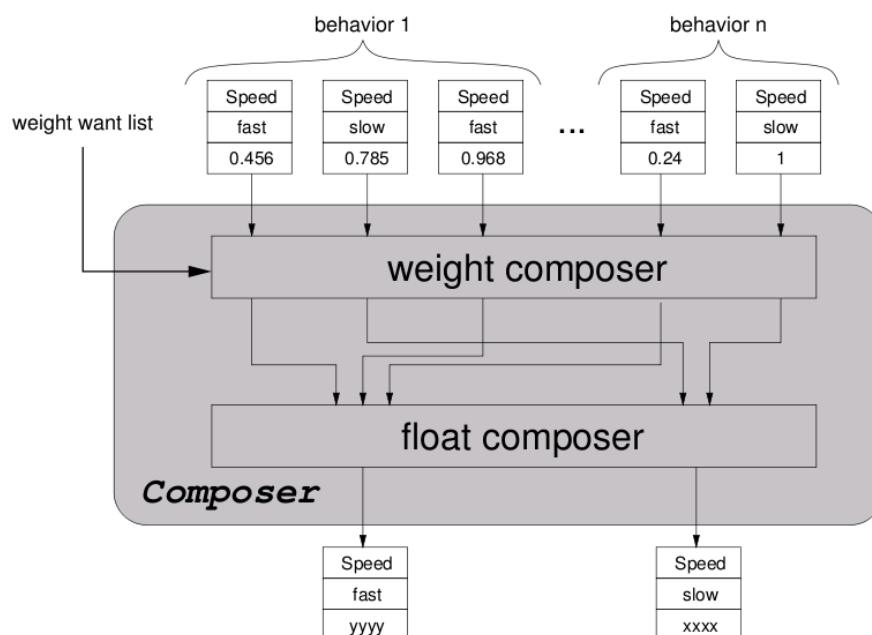 behavior 1
behavior n
Speed Speed Speed Speed Speed
weight want list
fast slow fast ... fast slow
0.456 0.785 0.968 0.24 1
weight composer
float composer
Composer
Speed Speed
fast slow
yyyy xxxx